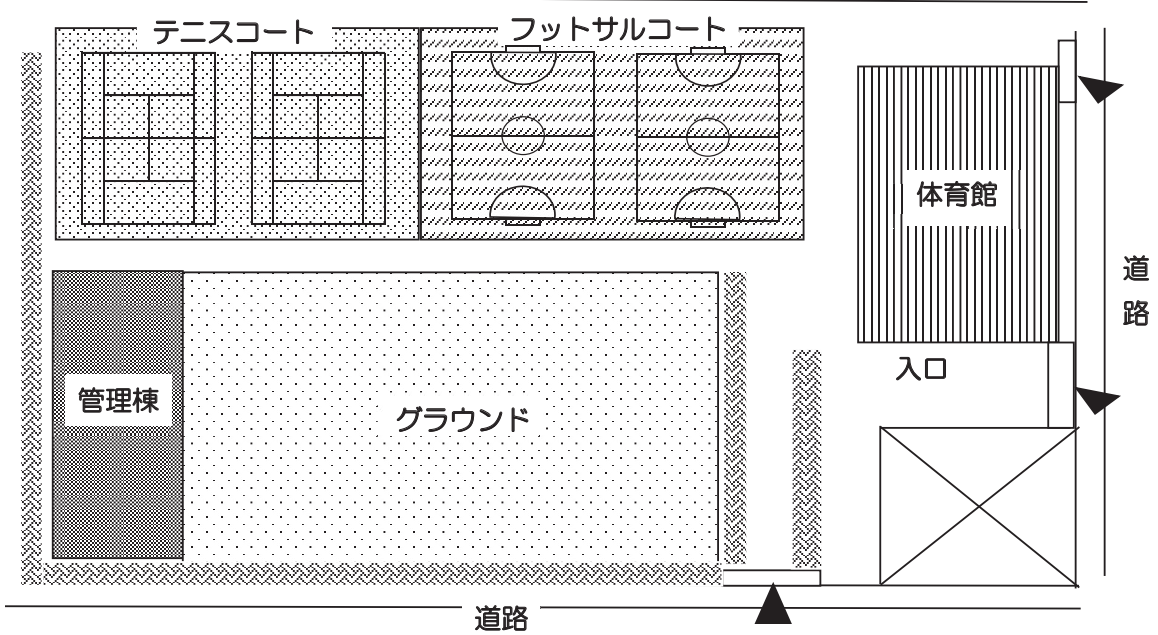 テニスコート
フットサルコート
体育館
道路
入口
管理棟
グラウンド
道路